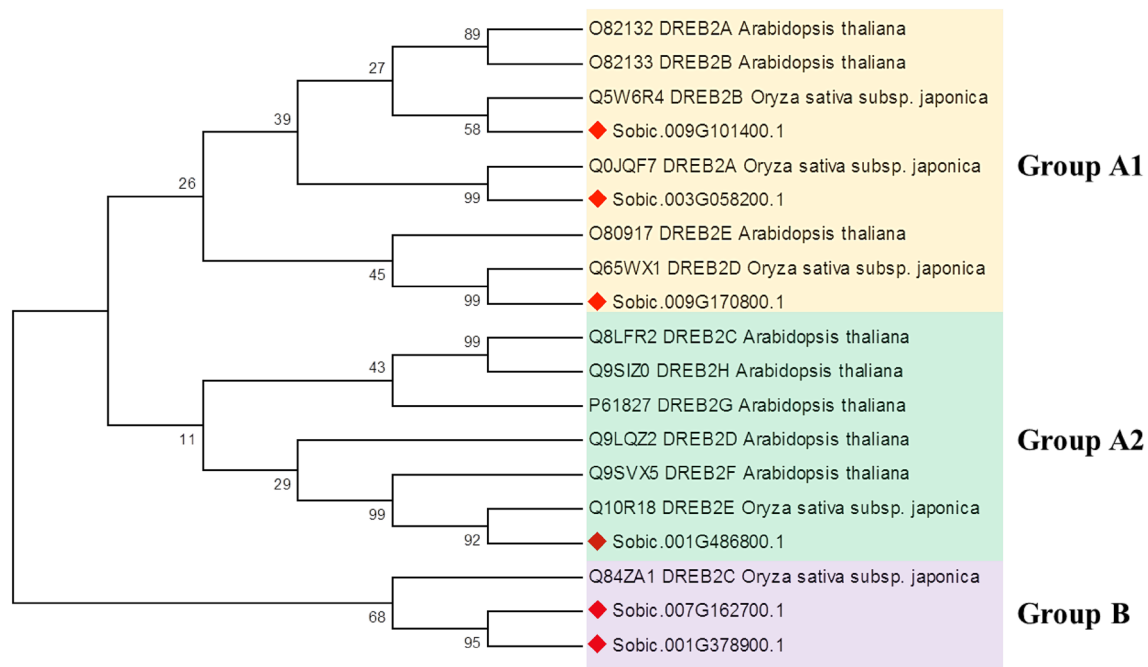 89
O82132 DREB2A Arabidopsis thaliana
27
O82133 DREB2B Arabidopsis thaliana
Q5W6R4 DREB2B Oryza sativa subsp. japonica
39
58
Sobic.009G101400.1
Q0JQF7 DREB2A Oryza sativa subsp. japonica
Group A1
26
99
Sobic.003G058200.1
O80917 DREB2E Arabidopsis thaliana
45
Q65WX1 DREB2D Oryza sativa subsp. japonica
99
Sobic.009G170800.1
99
Q8LFR2 DREB2C Arabidopsis thaliana
43
Q9SIZ0 DREB2H Arabidopsis thaliana
P61827 DREB2G Arabidopsis thaliana
11
Q9LQZ2 DREB2D Arabidopsis thaliana
Group A2
29
Q9SVX5 DREB2F Arabidopsis thaliana
99
Q10R18 DREB2E Oryza sativa subsp. japonica
92
Sobic.001G486800.1
Q84ZA1 DREB2C Oryza sativa subsp. japonica
68
Sobic.007G162700.1
Group B
95
Sobic.001G378900.1